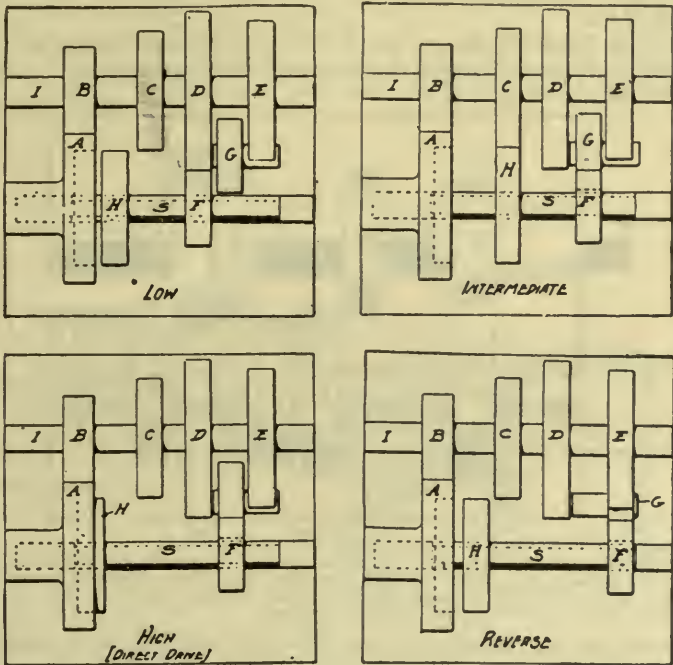 I B C D E
A G
H S F
LOW
I B C D E
A G
H S F
INTERMEDIATE
I B C D E
A H
S F
HIGH
[DIRECT DRIVE]
I B C D E
A G
H S F
REVERSE